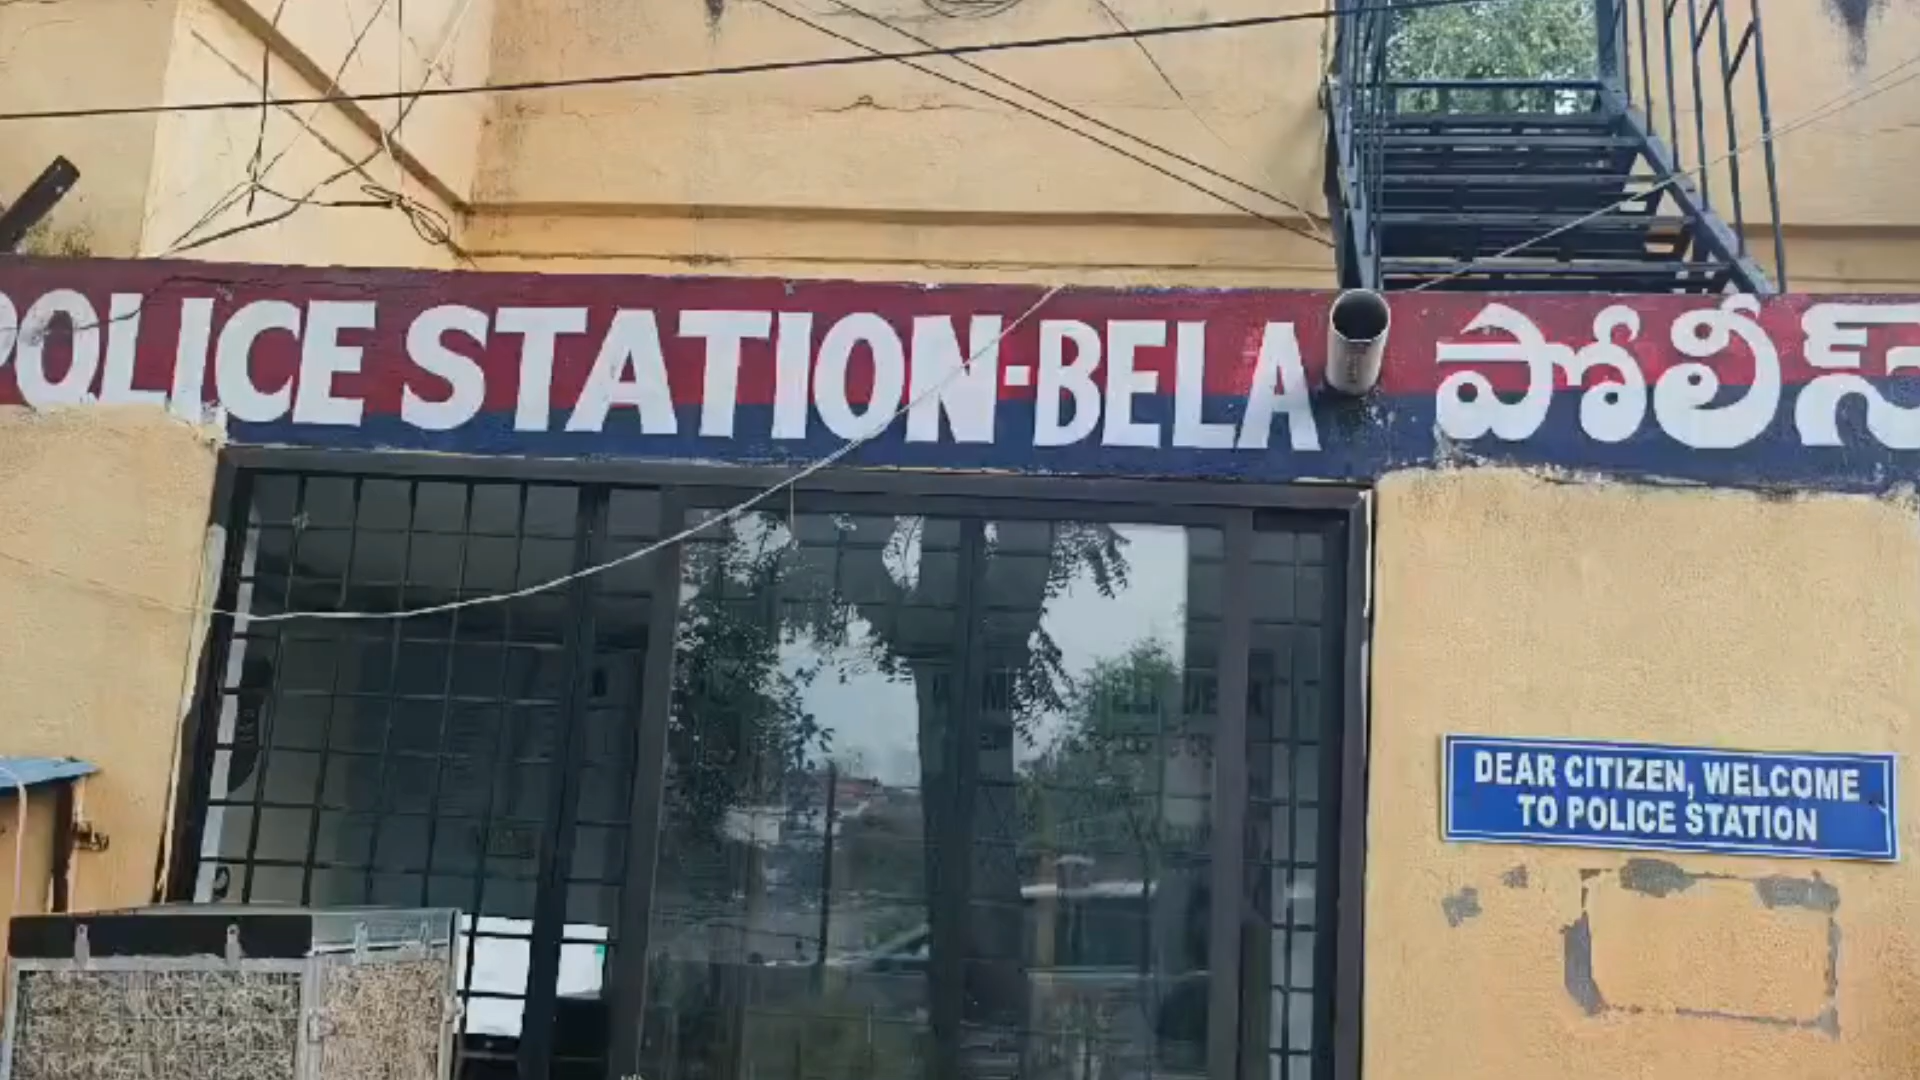 POLICE STATION-BELA పోలీస్
DEAR CITIZEN, WELCOME
TO POLICE STATION